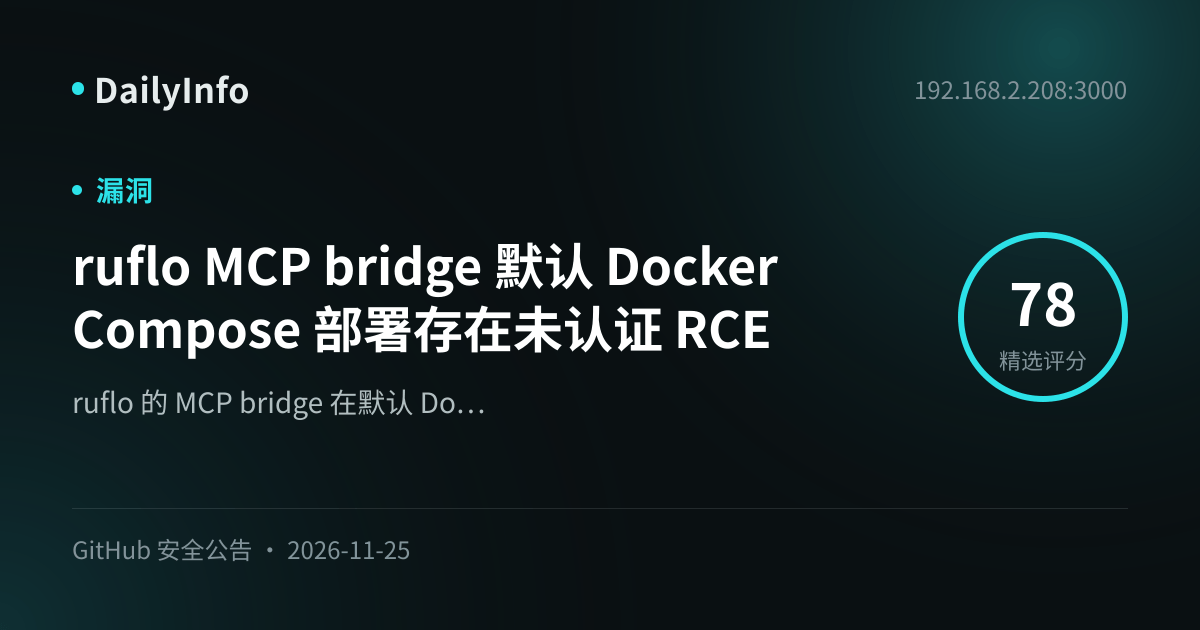 DailyInfo
192.168.2.208:3000
漏洞
ruflo MCP bridge 默认 Docker
Compose 部署存在未认证 RCE
ruflo 的 MCP bridge 在默认 Do…
78
精选评分
GitHub 安全公告 · 2026-11-25